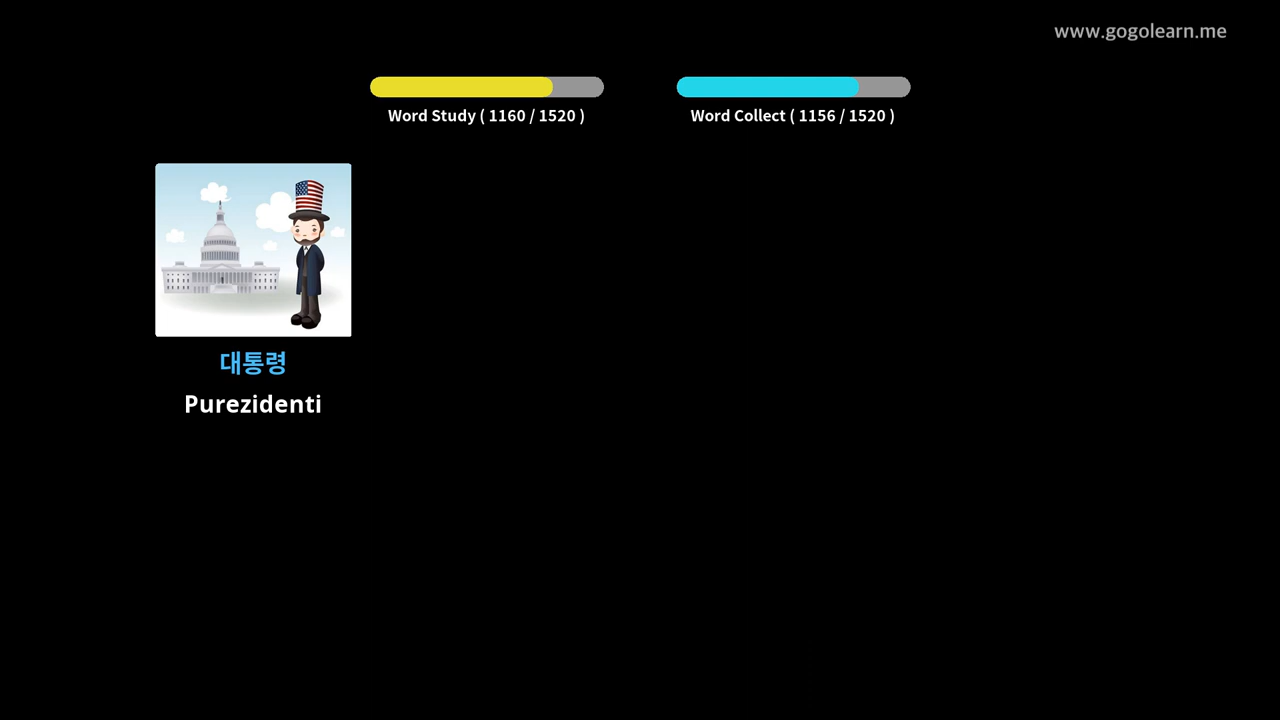 www.gogolearn.me
Word Study ( 1160 / 1520 )
Word Collect ( 1156 / 1520 )
대통령
Purezidenti